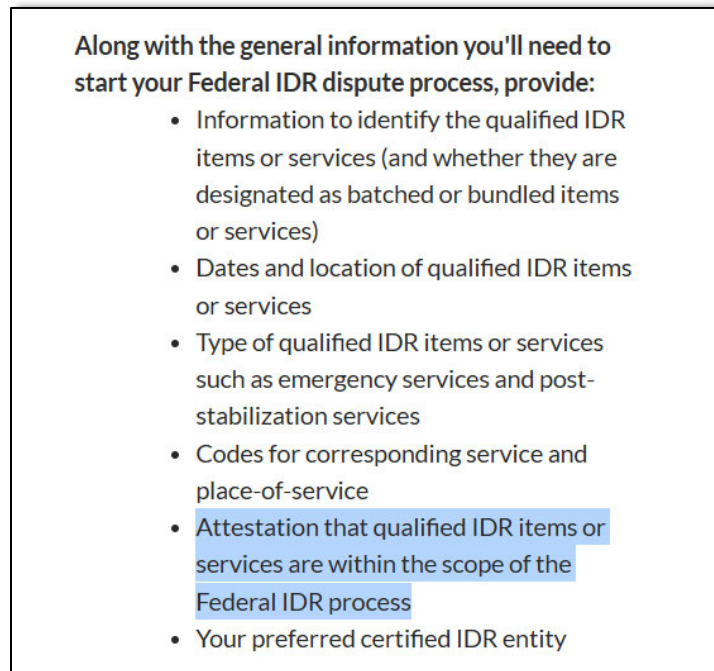 Along with the general information you'll need to
start your Federal IDR dispute process, provide:
• Information to identify the qualified IDR
items or services (and whether they are
designated as batched or bundled items
or services)
• Dates and location of qualified IDR items
or services
• Type of qualified IDR items or services
such as emergency services and post-
stabilization services
• Codes for corresponding service and
place-of-service
• Attestation that qualified IDR items or
services are within the scope of the
Federal IDR process
• Your preferred certified IDR entity